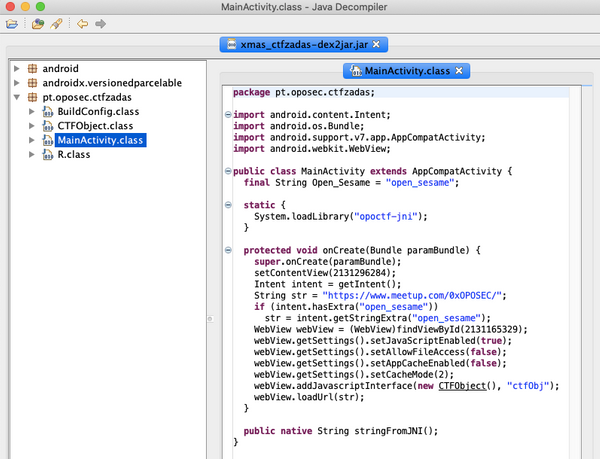 MainActivity.class - Java Decompiler
xmas_ctfzadas-dex2jar.jar
android
androidx.versionedparcelable
pt.oposec.ctfzadas
BuildConfig.class
CTFObject.class
MainActivity.class
R.class
MainActivity.class
package pt.oposec.ctfzadas;
import android.content.Intent;
import android.os.Bundle;
import android.support.v7.app.AppCompatActivity;
import android.webkit.WebView;
public class MainActivity extends AppCompatActivity {
final String Open_Sesame = "open_sesame";
static {
System.loadLibrary("opoctf-jni");
}
protected void onCreate(Bundle paramBundle) {
super.onCreate(paramBundle);
setContentView(2131296284);
Intent intent = getIntent();
String str = "https://www.meetup.com/0xOPOSEC/";
if (intent.hasExtra("open_sesame"))
str = intent.getStringExtra("open_sesame");
WebView webView = (WebView)findViewById(2131165329);
webView.getSettings().setJavaScriptEnabled(true);
webView.getSettings().setAllowFileAccess(false);
webView.getSettings().setAppCacheEnabled(false);
webView.getSettings().setCacheMode(2);
webView.addJavascriptInterface(new CTFObject(), "ctfObj");
webView.loadUrl(str);
}
public native String stringFromJNI();
}